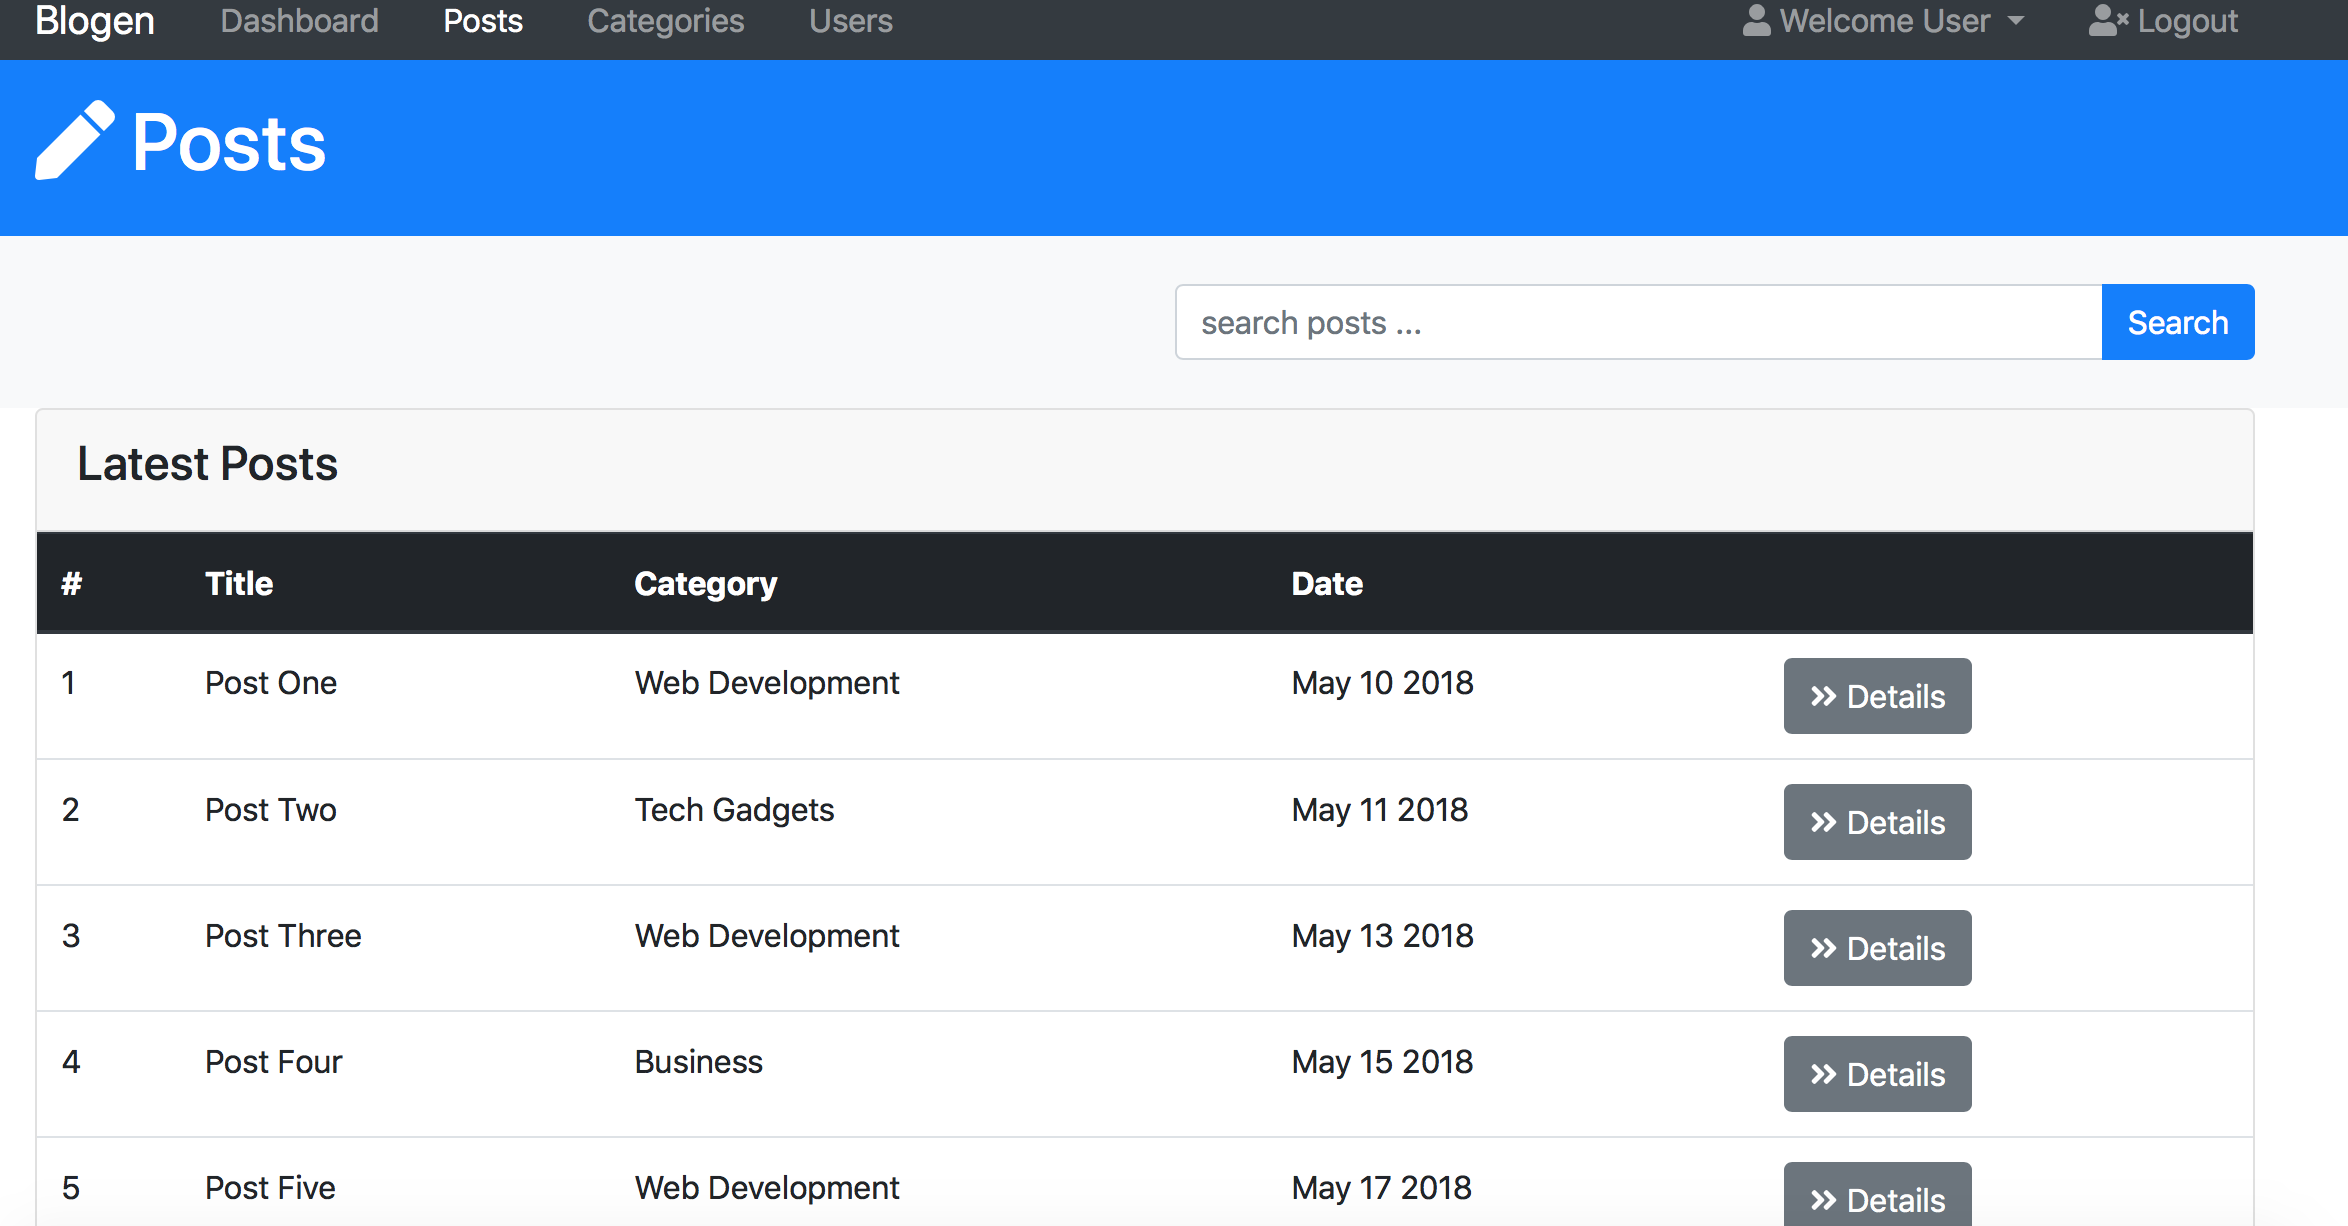 Blogen Dashboard Posts Categories Users Welcome User Logout
Posts
search posts ... Search
Latest Posts
# Title Category Date
1 Post One Web Development May 10 2018 Details
2 Post Two Tech Gadgets May 11 2018 Details
3 Post Three Web Development May 13 2018 Details
4 Post Four Business May 15 2018 Details
5 Post Five Web Development May 17 2018 Details